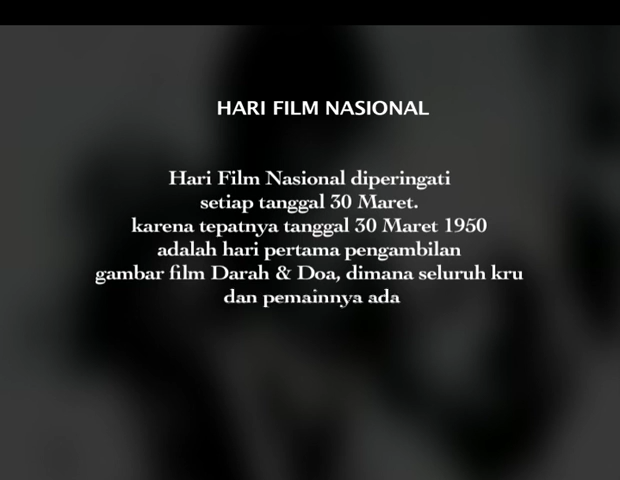 HARI FILM NASIONAL
Hari Film Nasional diperingati
setiap tanggal 30 Maret.
karena tepatnya tanggal 30 Maret 1950
adalah hari pertama pengambilan
gambar film Darah & Doa, dimana seluruh kru
dan pemainnya ada